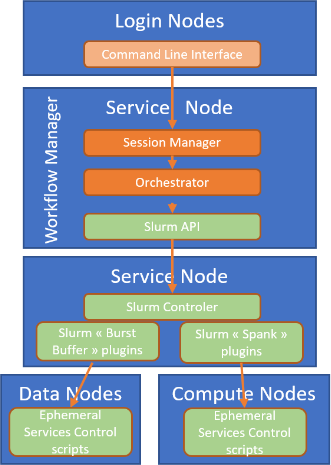 Login Nodes
Command Line Interface
Workflow Manager
Service Node
Session Manager
Orchestrator
Slurm API
Service Node
Slurm Controler
Slurm « Burst
Buffer » plugins
Slurm « Spank »
plugins
Data Nodes
Ephemeral
Services Control
scripts
Compute Nodes
Ephemeral
Services Control
scripts